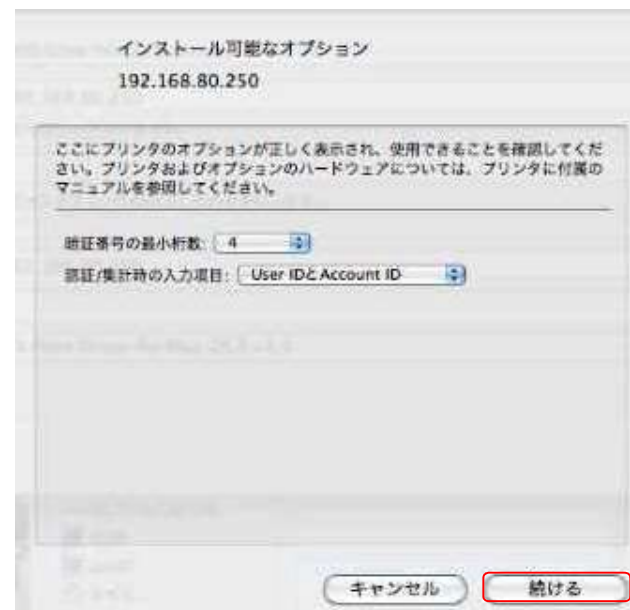 インストール可能なオプション
192.168.80.250
ここにプリンタのオプションが正しく表示され、使用できることを確認してくだ
さい。プリンタおよびオプションのハードウェアについては、プリンタに付属の
マニュアルを参照してください。
暗証番号の最小桁数: 4
認証/集計時の入力項目: User IDとAccount ID
キャンセル
続ける